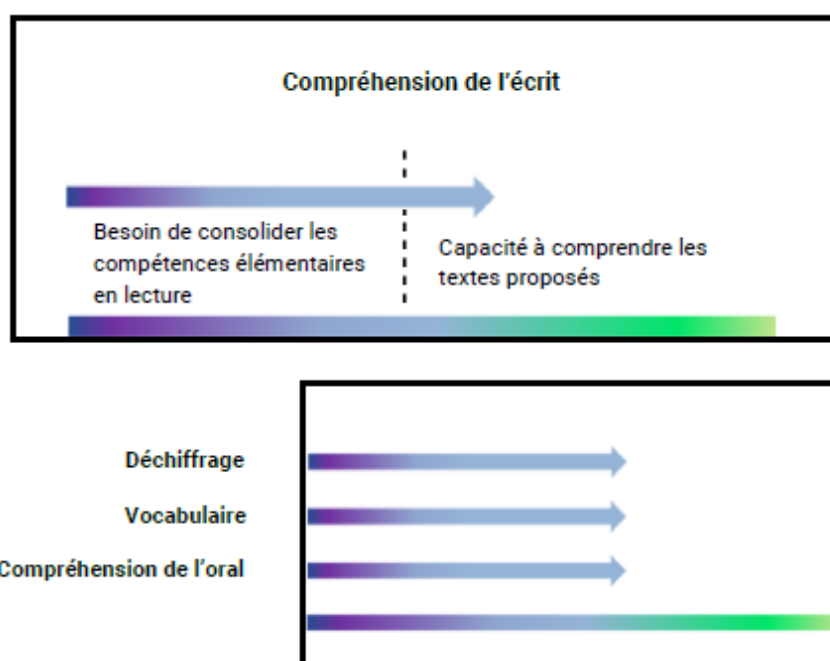 Compréhension de l'écrit
Besoin de consolider les
compétences élémentaires
en lecture
Capacité à comprendre les
textes proposés
Déchiffrage
Vocabulaire
Compréhension de l'oral